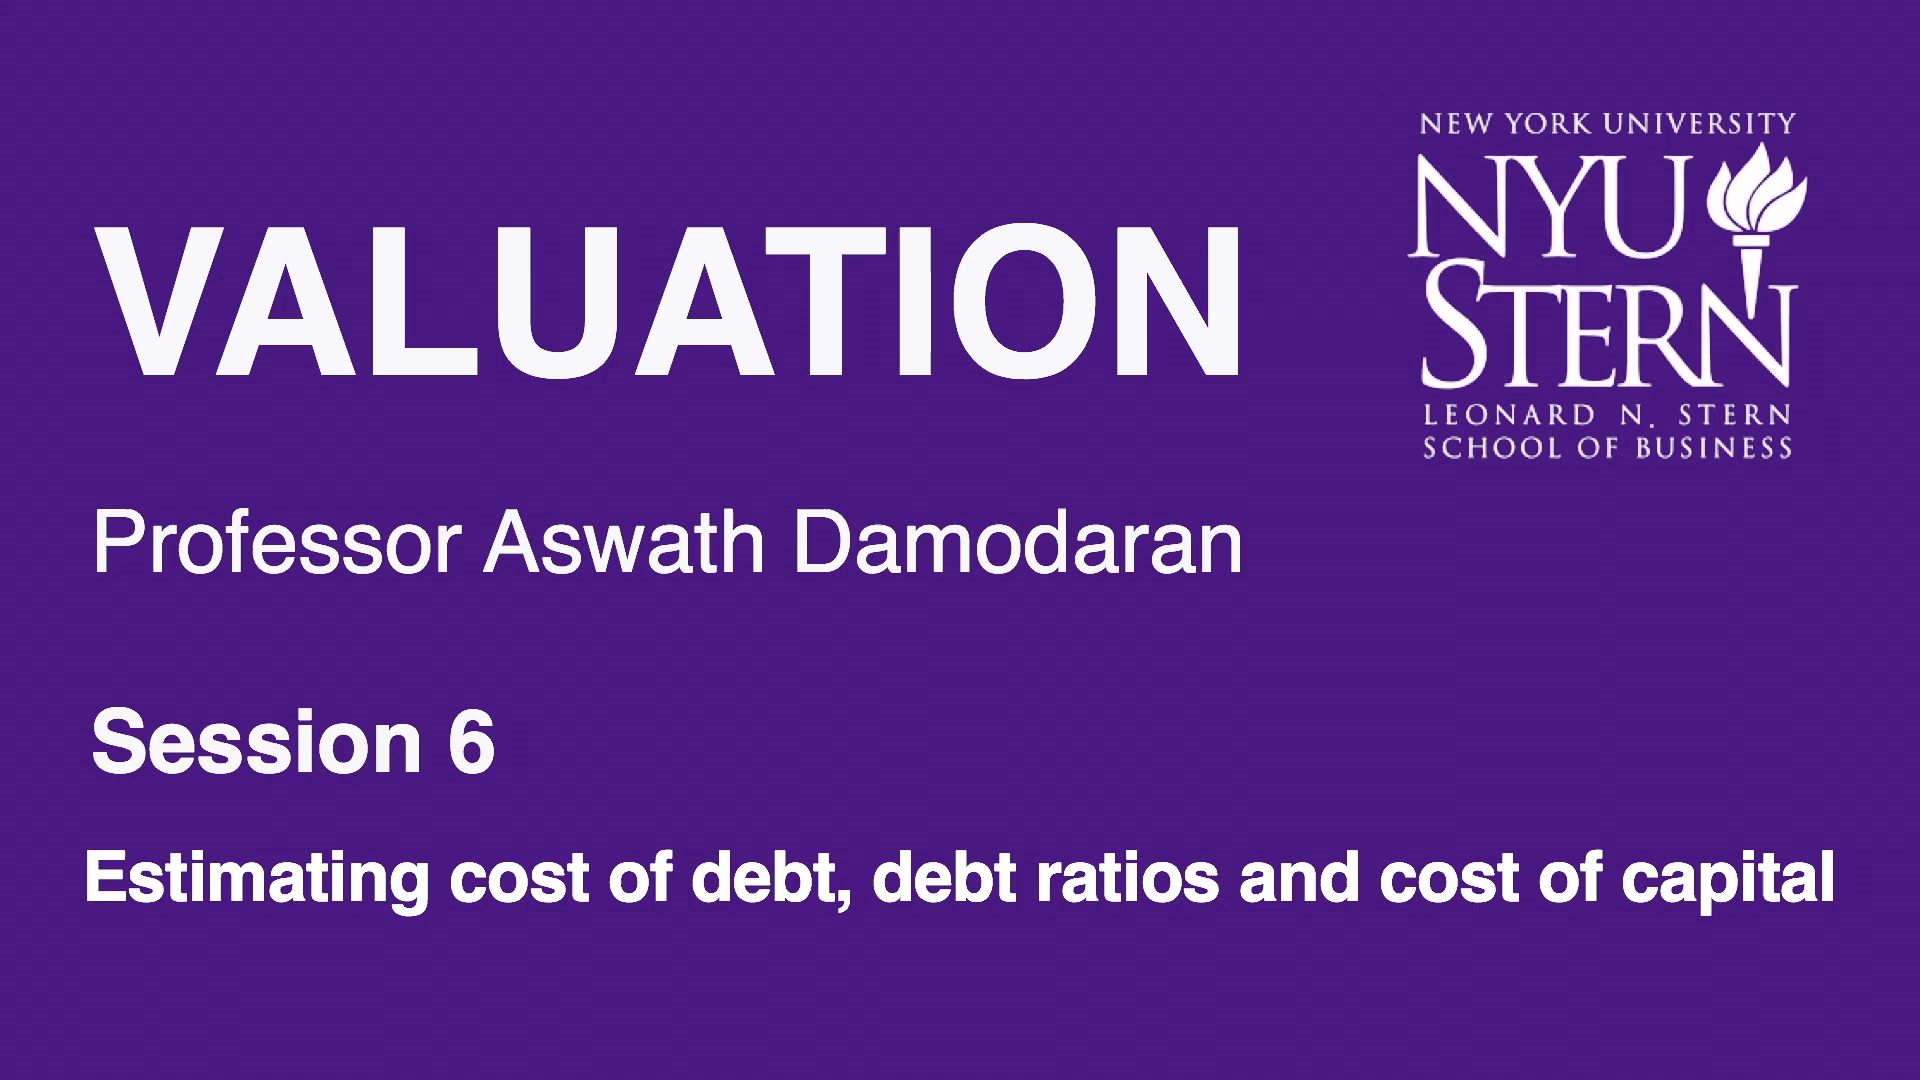 VALUATION
Professor Aswath Damodaran
Session 6
Estimating cost of debt, debt ratios and cost of capital
NEW YORK UNIVERSITY
NYU
STERN
LEONARD N. STERN
SCHOOL OF BUSINESS